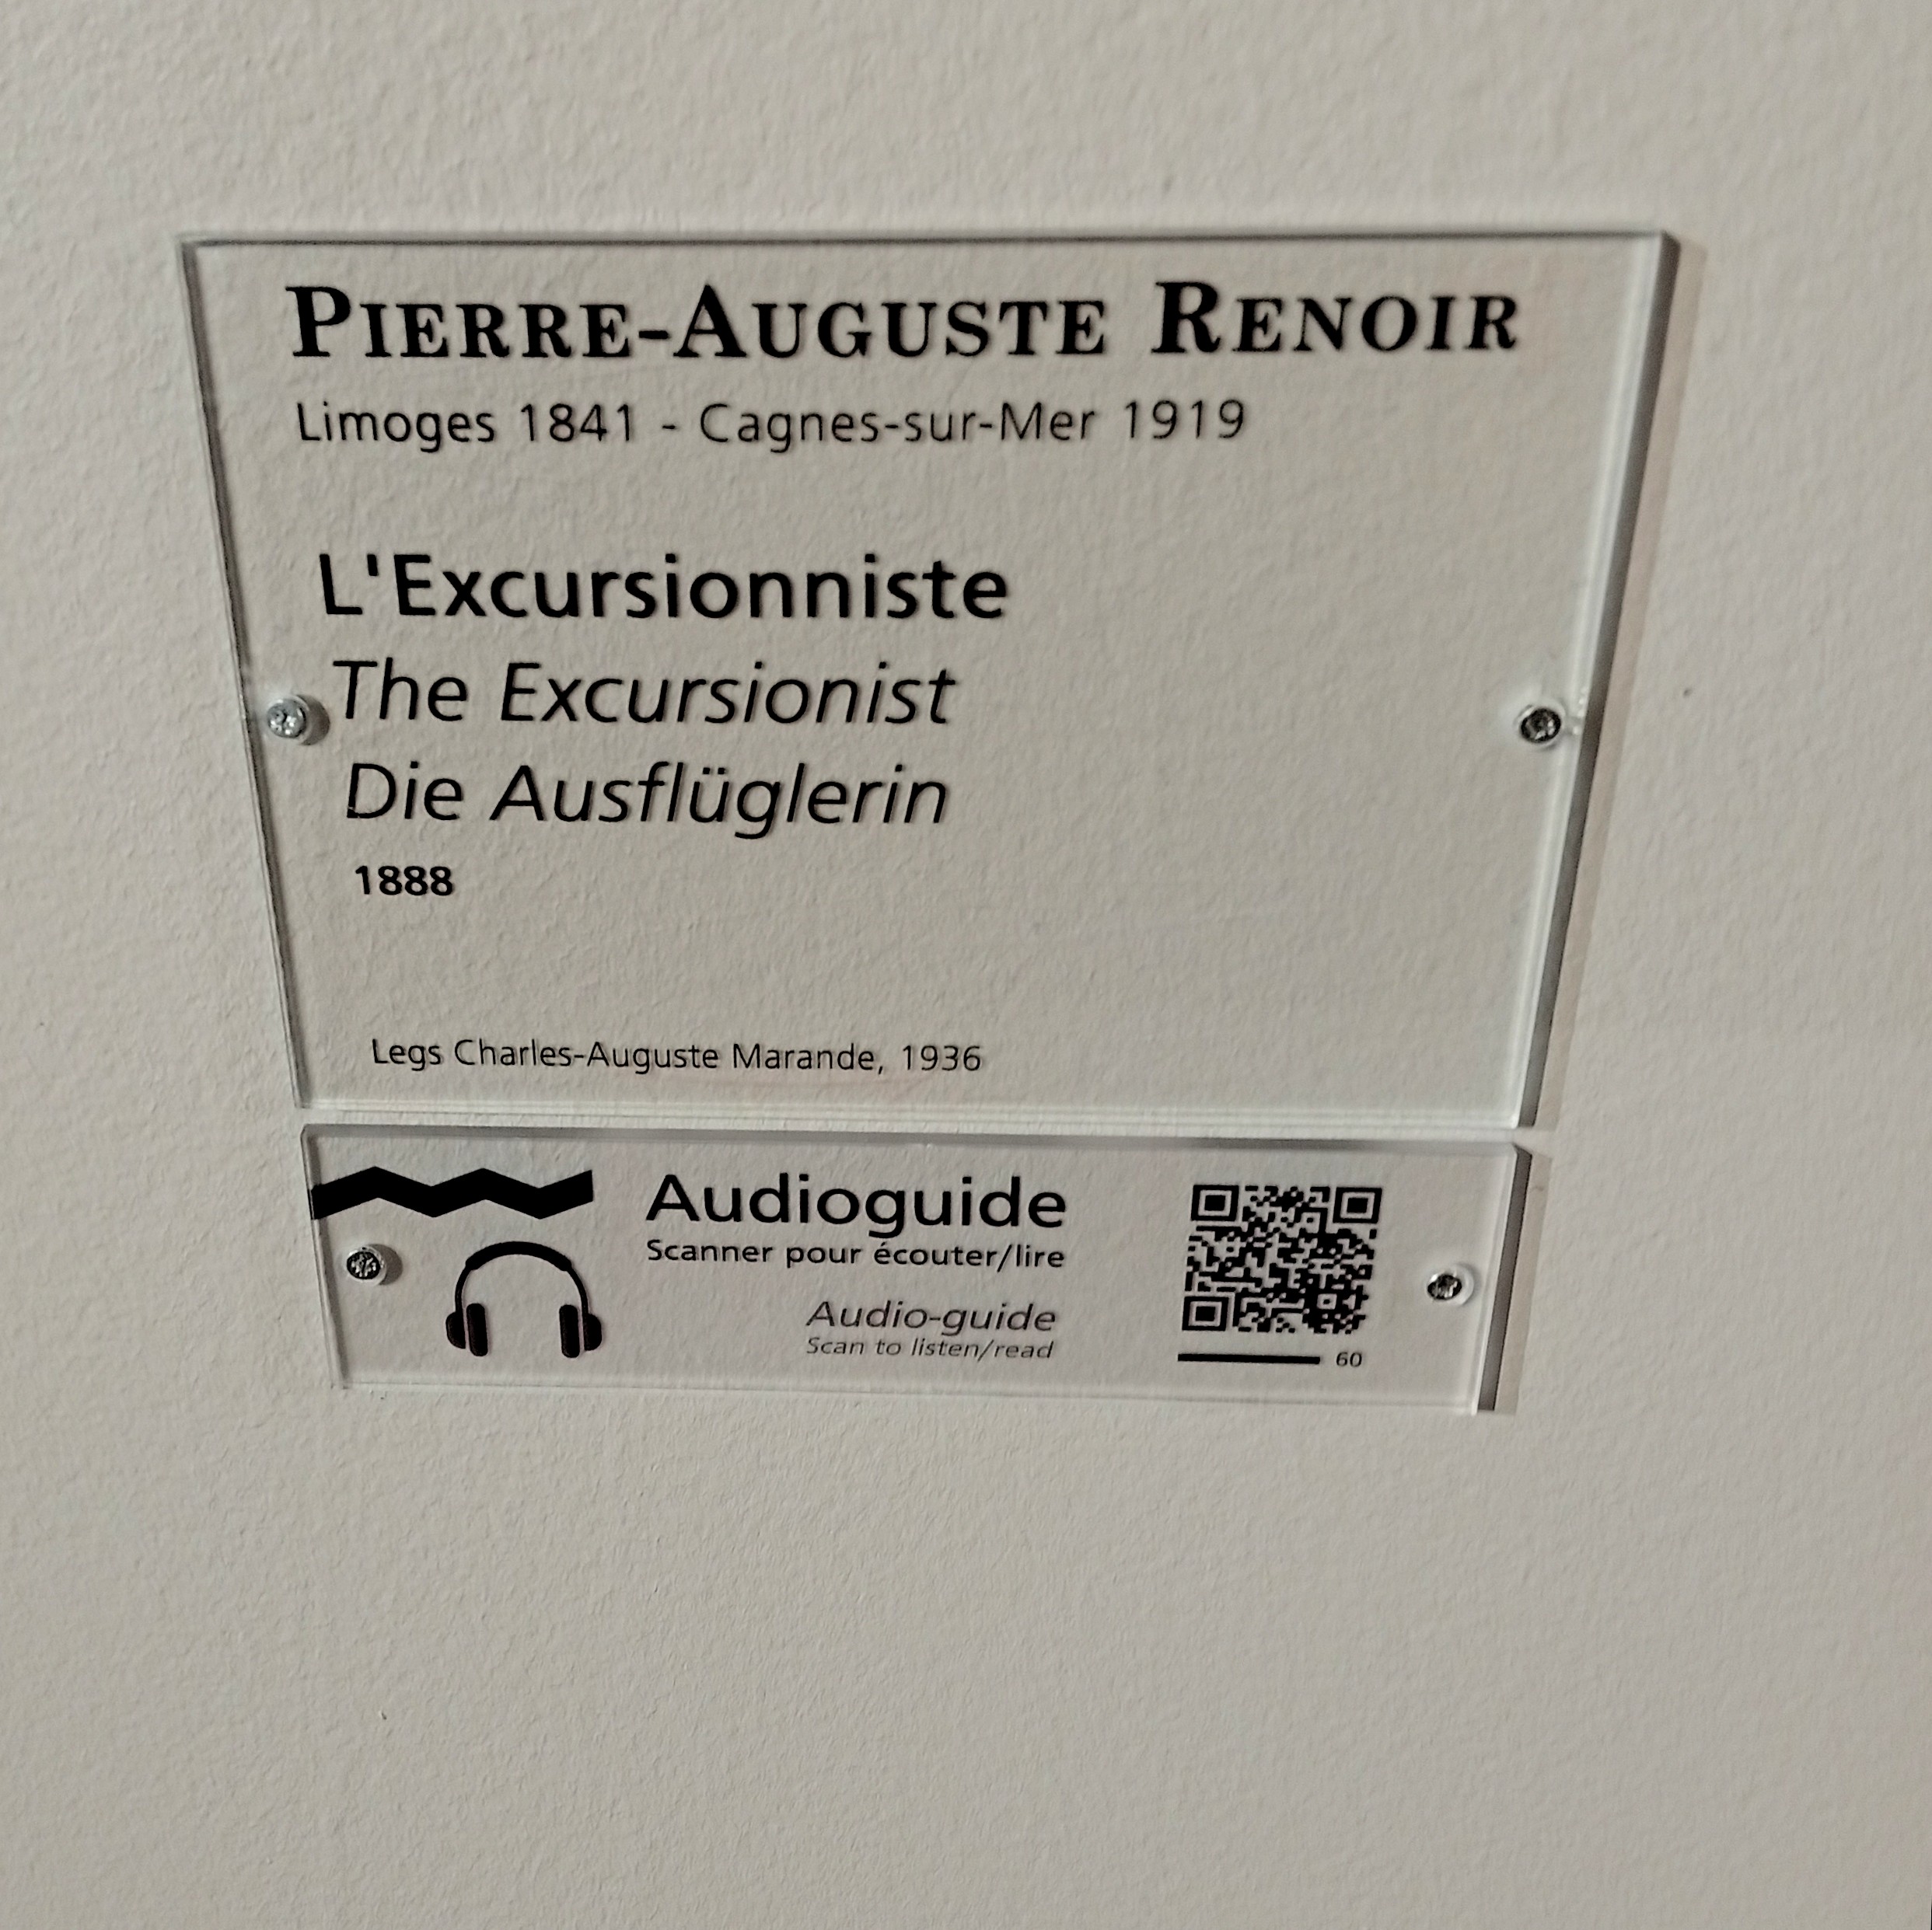 PIERRE-AUGUSTE RENOIR
Limoges 1841 - Cagnes-sur-Mer 1919
L'Excursionniste
The Excursionist
Die Ausflüglerin
1888
Legs Charles-Auguste Marande, 1936
Audioguide
Scanner pour écouter/lire
Audio-guide
Scan to listen/read
60